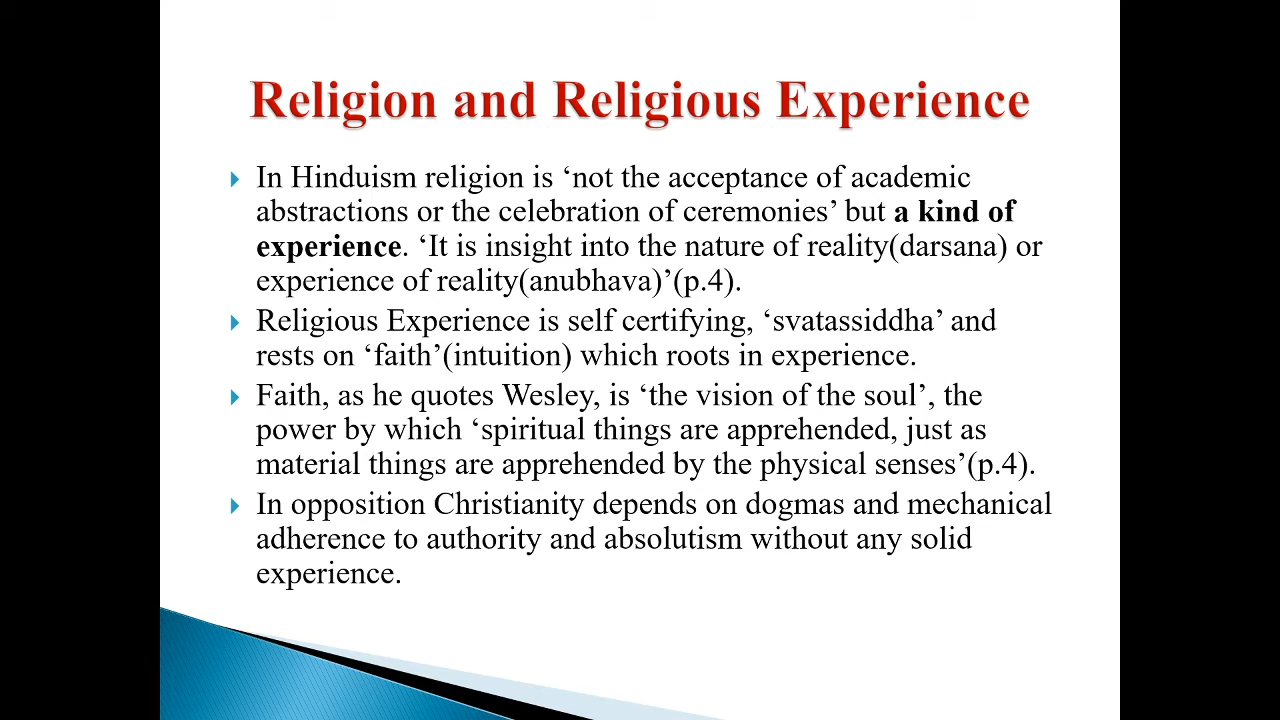 Religion and Religious Experience
In Hinduism religion is ‘not the acceptance of academic
abstractions or the celebration of ceremonies’ but a kind of
experience. ‘It is insight into the nature of reality(darsana) or
experience of reality(anubhava)’(p.4).
Religious Experience is self certifying, ‘svatassiddha’ and
rests on ‘faith’(intuition) which roots in experience.
Faith, as he quotes Wesley, is ‘the vision of the soul’, the
power by which ‘spiritual things are apprehended, just as
material things are apprehended by the physical senses’(p.4).
In opposition Christianity depends on dogmas and mechanical
adherence to authority and absolutism without any solid
experience.